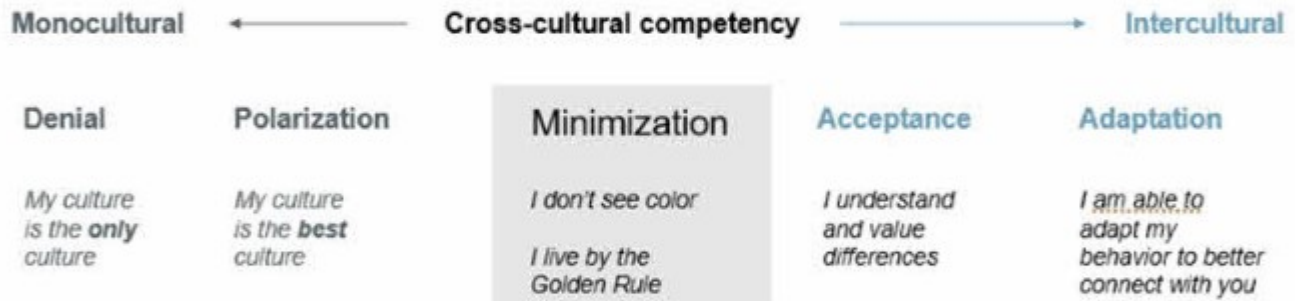 Monocultural Cross-cultural competency Intercultural
Denial Polarization Minimization Acceptance Adaptation
My culture
is the only
culture
My culture
is the best
culture
I don't see color
I live by the
Golden Rule
I understand
and value
differences
I am able to
adapt my
behavior to better
connect with you